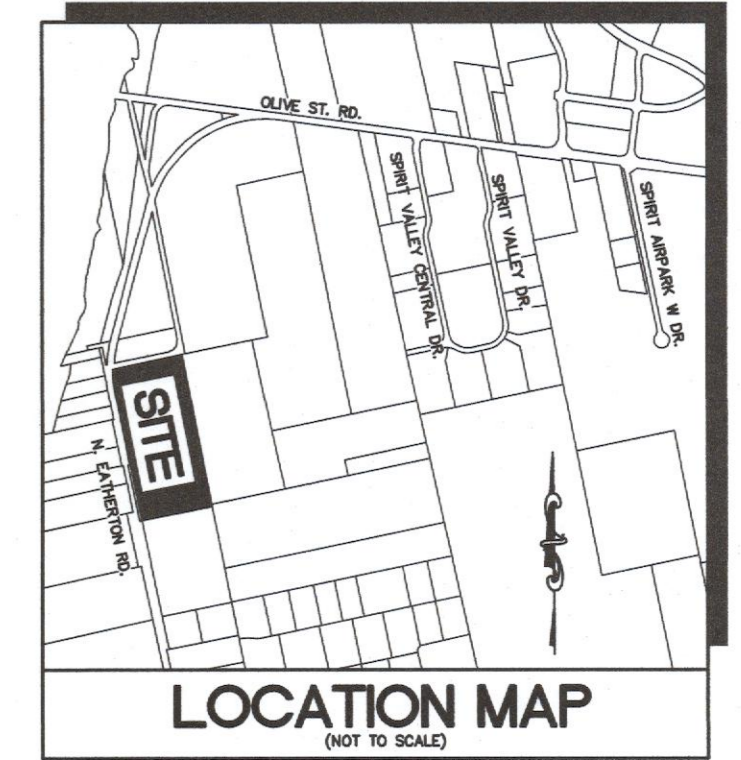 OLIVE ST. RD.
SPIRIT VALLEY CENTRAL DR.
SPIRIT VALLEY DR.
SPIRIT AIRPARK W DR.
SITE
N. EATHERTON RD.
LOCATION MAP
(NOT TO SCALE)